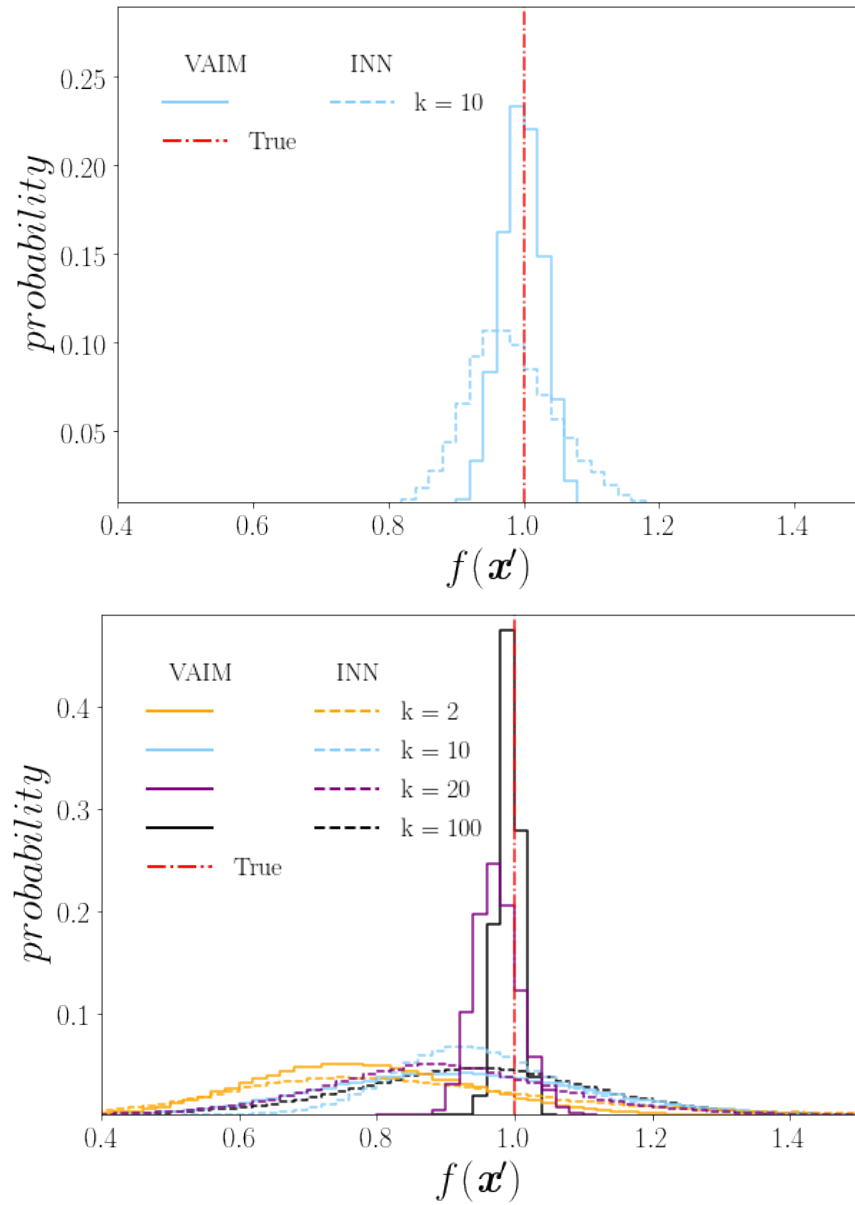 VAIM INN
k = 10
True
probability
0.25
0.20
0.15
0.10
0.05
0.4 0.6 0.8 1.0 1.2 1.4
f(x′)
VAIM INN
k = 2
k = 10
k = 20
k = 100
True
probability
0.4
0.3
0.2
0.1
0.4 0.6 0.8 1.0 1.2 1.4
f(x′)